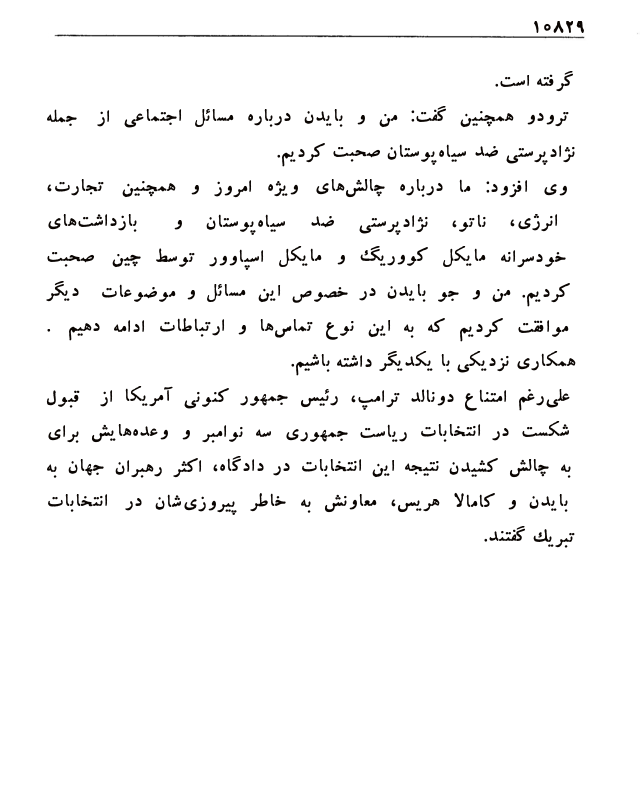 ۱۰۸۲۹
گرفته است.
ترودو همچنین گفت: من و بایدن درباره مسائل اجتماعی از جمله
نژادپرستی ضد سیاه‌پوستان صحبت کردیم.
وی افزود: ما درباره چالش‌های ویژه امروز و همچنین تجارت،
انرژی، ناتو، نژادپرستی ضد سیاه‌پوستان و بازداشت‌های
خودسرانه مایکل کووریگ و مایکل اسپاوور توسط چین صحبت
کردیم. من و جو بایدن در خصوص این مسائل و موضوعات دیگر
موافقت کردیم که به این نوع تماس‌ها و ارتباطات ادامه دهیم .
همکاری نزدیکی با یکدیگر داشته باشیم.
علی‌رغم امتناع دونالد ترامپ، رئیس جمهور کنونی آمریکا از قبول
شکست در انتخابات ریاست جمهوری سه نوامبر و وعده‌هایش برای
به چالش کشیدن نتیجه این انتخابات در دادگاه، اکثر رهبران جهان به
بایدن و کامالا هریس، معاونش به خاطر پیروزی‌شان در انتخابات
تبریك گفتند.